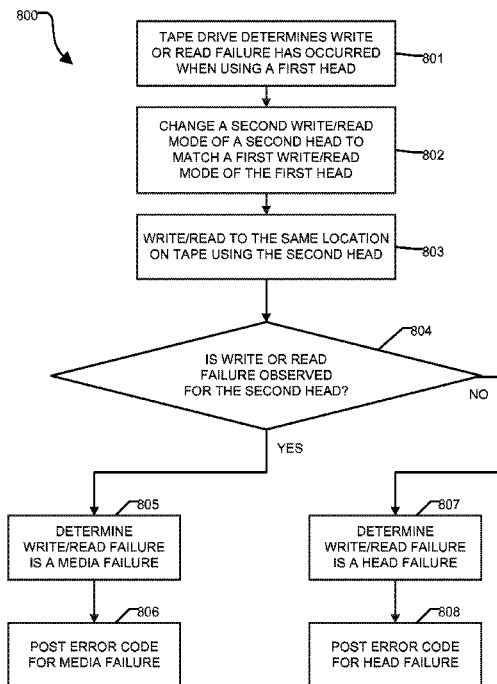 800
TAPE DRIVE DETERMINES WRITE
OR READ FAILURE HAS OCCURRED
WHEN USING A FIRST HEAD
801
CHANGE A SECOND WRITE/READ
MODE OF A SECOND HEAD TO
MATCH A FIRST WRITE/READ
MODE OF THE FIRST HEAD
802
WRITE/READ TO THE SAME LOCATION
ON TAPE USING THE SECOND HEAD
803
804
IS WRITE OR READ
FAILURE OBSERVED
FOR THE SECOND HEAD?
NO
YES
805
DETERMINE
WRITE/READ FAILURE
IS A MEDIA FAILURE
807
DETERMINE
WRITE/READ FAILURE
IS A HEAD FAILURE
806
POST ERROR CODE
FOR MEDIA FAILURE
808
POST ERROR CODE
FOR HEAD FAILURE